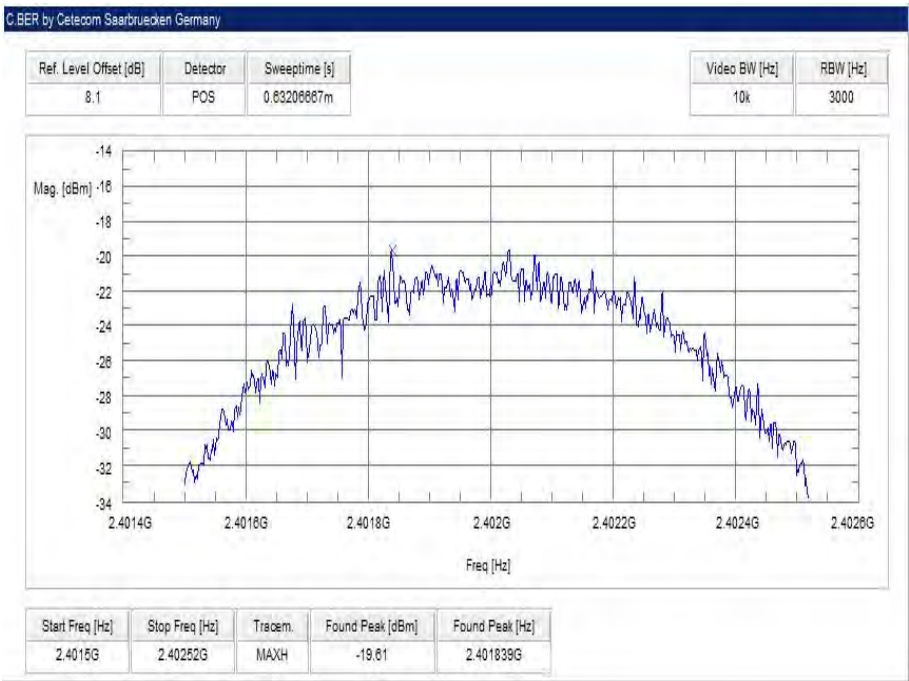 C.BER by Cetecom Saarbruecken Germany
Ref. Level Offset [dB] Detector Sweeptime [s] Video BW [Hz] RBW [Hz]
8.1 POS 0.63206667m 10k 3000
-14
Mag. [dBm] -16
-18
-20
-22
-24
-26
-28
-30
-32
-34
2.4014G 2.4016G 2.4018G 2.402G 2.4022G 2.4024G 2.4026G
Freq [Hz]
Start Freq [Hz] Stop Freq [Hz] Tracem. Found Peak [dBm] Found Peak [Hz]
2.4015G 2.40252G MAXH -19.61 2.401839G